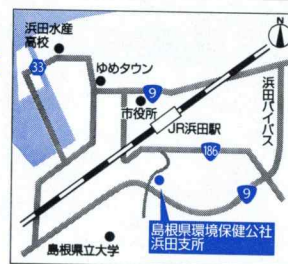 浜田水産
高校
N
33
ゆめタウン
9
市役所
浜田バイパス
JR浜田駅
186
9
島根県環境保健公社
浜田支所
島根県立大学